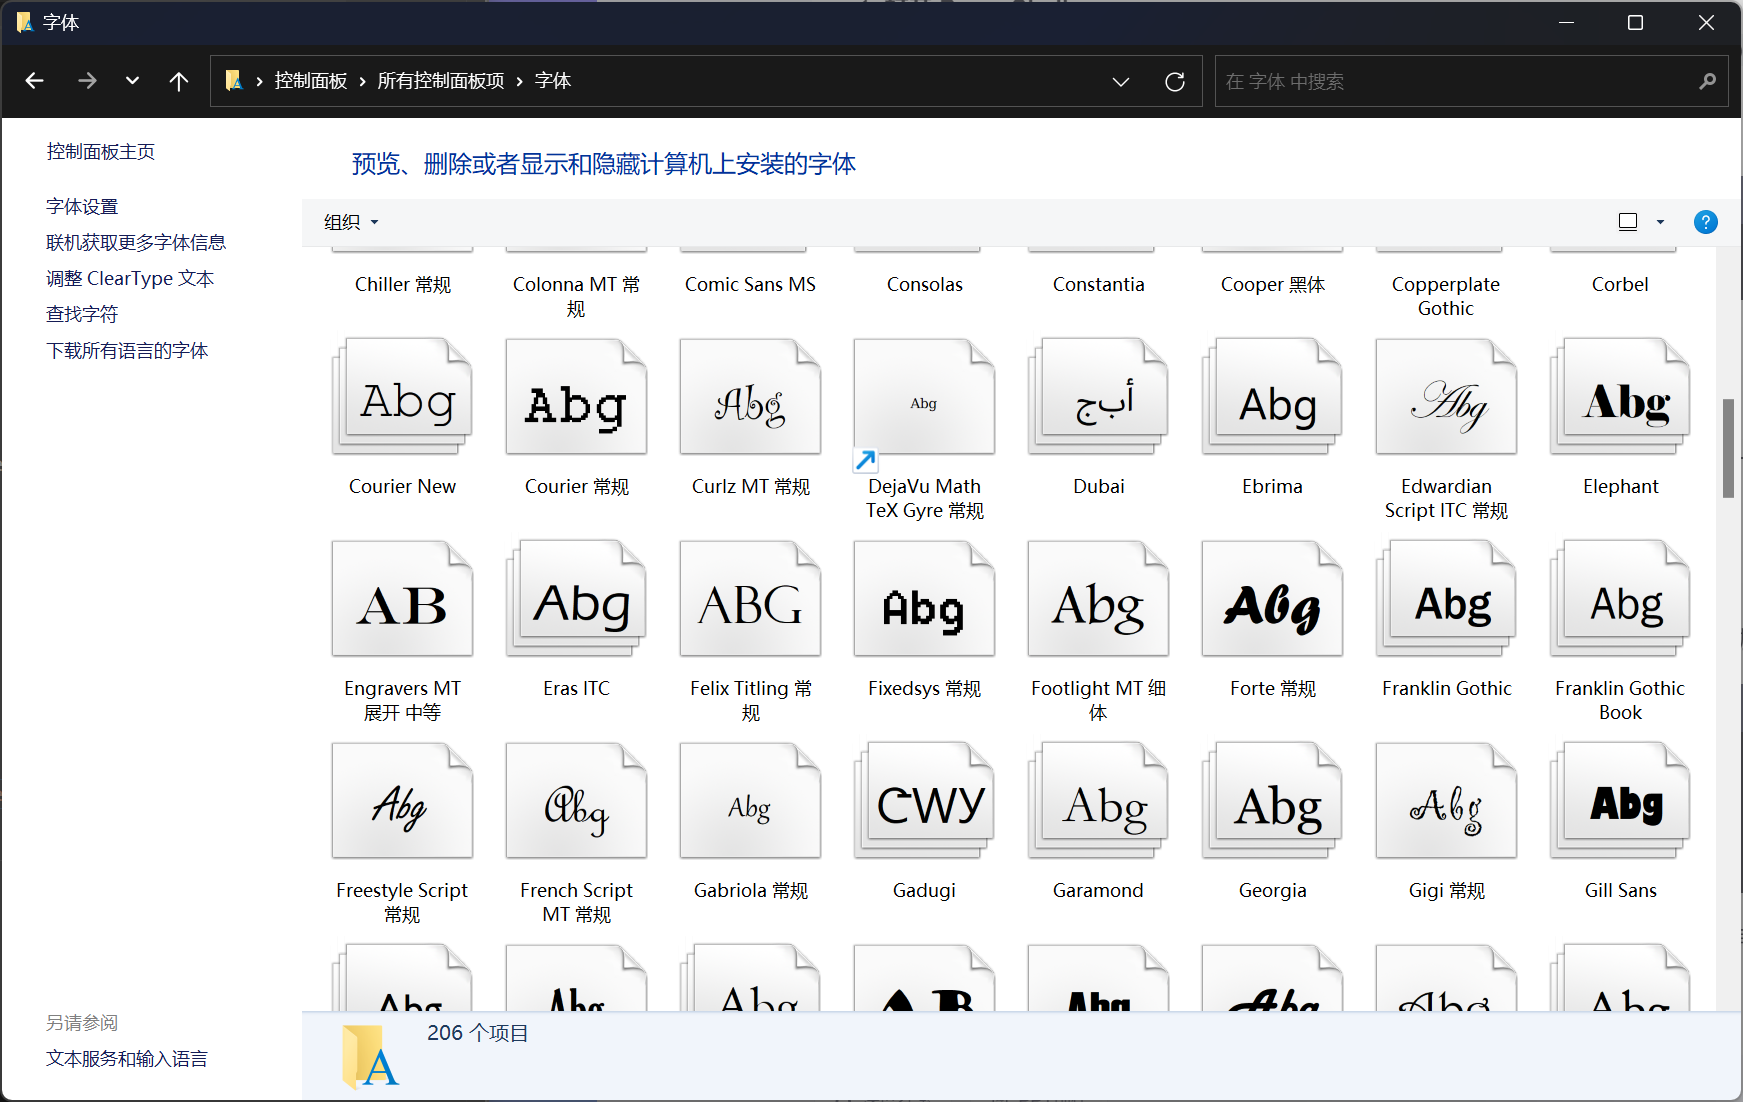 字体
控制面板 › 所有控制面板项 › 字体
在 字体 中搜索
控制面板主页
字体设置
联机获取更多字体信息
调整 ClearType 文本
查找字符
下载所有语言的字体
另请参阅
文本服务和输入语言
预览、删除或者显示和隐藏计算机上安装的字体
组织
?
Chiller 常规
Colonna MT 常
规
Comic Sans MS
Consolas
Constantia
Cooper 黑体
Copperplate
Gothic
Corbel
Abg
Courier New
Abg
Courier 常规
Abg
Curlz MT 常规
Abg
DejaVu Math
TeX Gyre 常规
أب‌ج
Dubai
Abg
Ebrima
Abg
Edwardian
Script ITC 常规
Abg
Elephant
AB
Engravers MT
展开 中等
Abg
Eras ITC
ABG
Felix Titling 常
规
Abg
Fixedsys 常规
Abg
Footlight MT 细
体
Abg
Forte 常规
Abg
Franklin Gothic
Abg
Franklin Gothic
Book
Abg
Freestyle Script
常规
Abg
French Script
MT 常规
Abg
Gabriola 常规
ᓀᎳᎩ
Gadugi
Abg
Garamond
Abg
Georgia
Abg
Gigi 常规
Abg
Gill Sans
Abg
Abg
Abg
AB
Abg
Abg
Abg
Abg
206 个项目